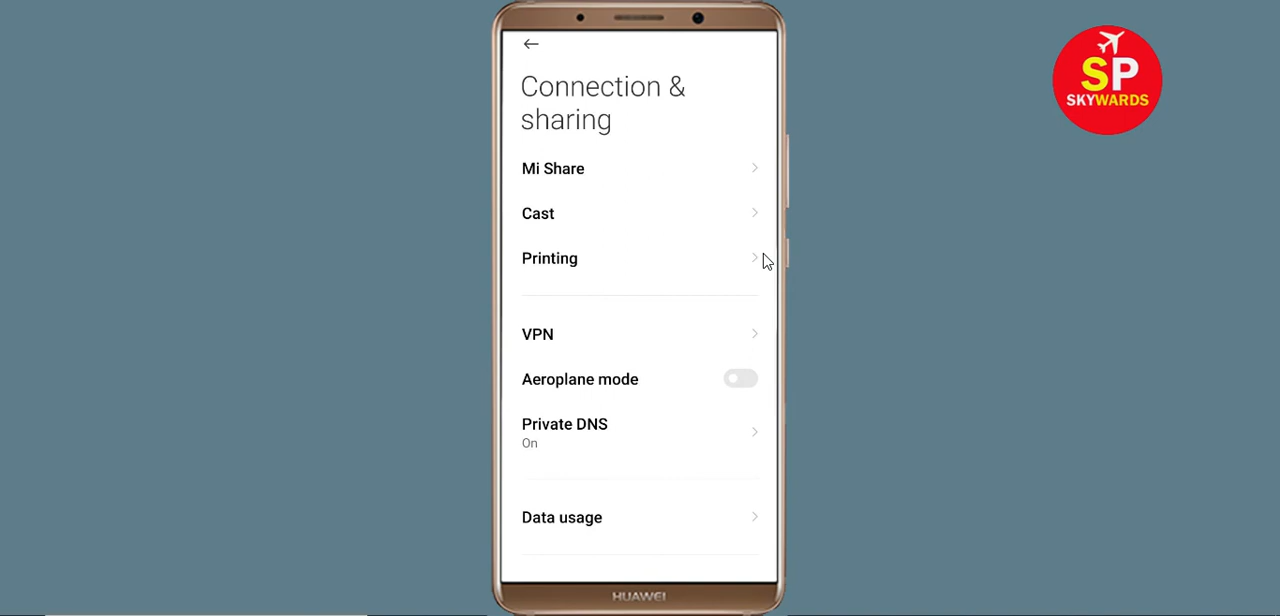 SP
SKYWARDS
Connection &
sharing
Mi Share
Cast
Printing
VPN
Aeroplane mode
Private DNS
On
Data usage
HUAWEI